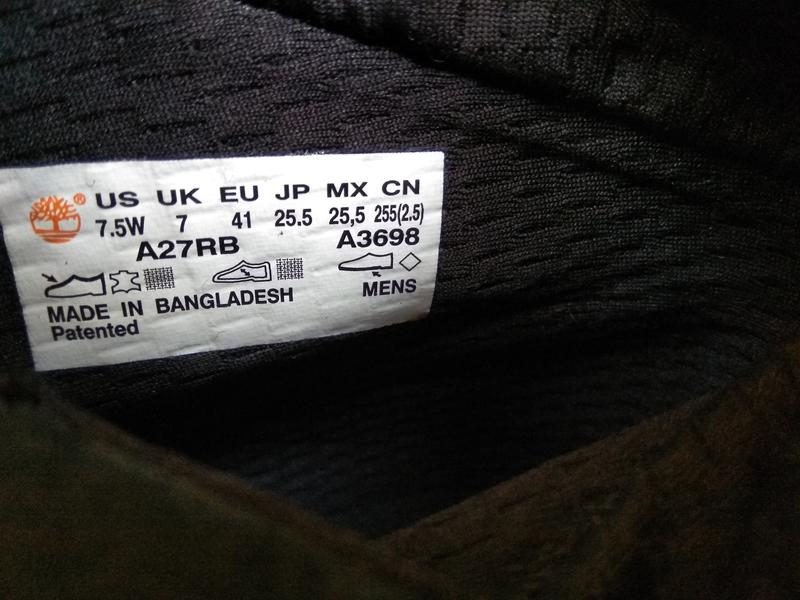 ® US UK EU JP MX CN
7.5W 7 41 25.5 25,5 255(2.5)
A27RB A3698
MADE IN BANGLADESH MENS
Patented